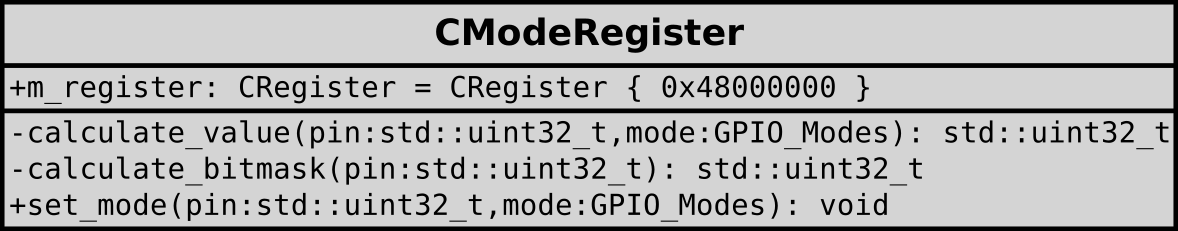 CModeRegister
+m_register: CRegister = CRegister { 0x48000000 }
-calculate_value(pin:std::uint32_t,mode:GPIO_Modes): std::uint32_t
-calculate_bitmask(pin:std::uint32_t): std::uint32_t
+set_mode(pin:std::uint32_t,mode:GPIO_Modes): void